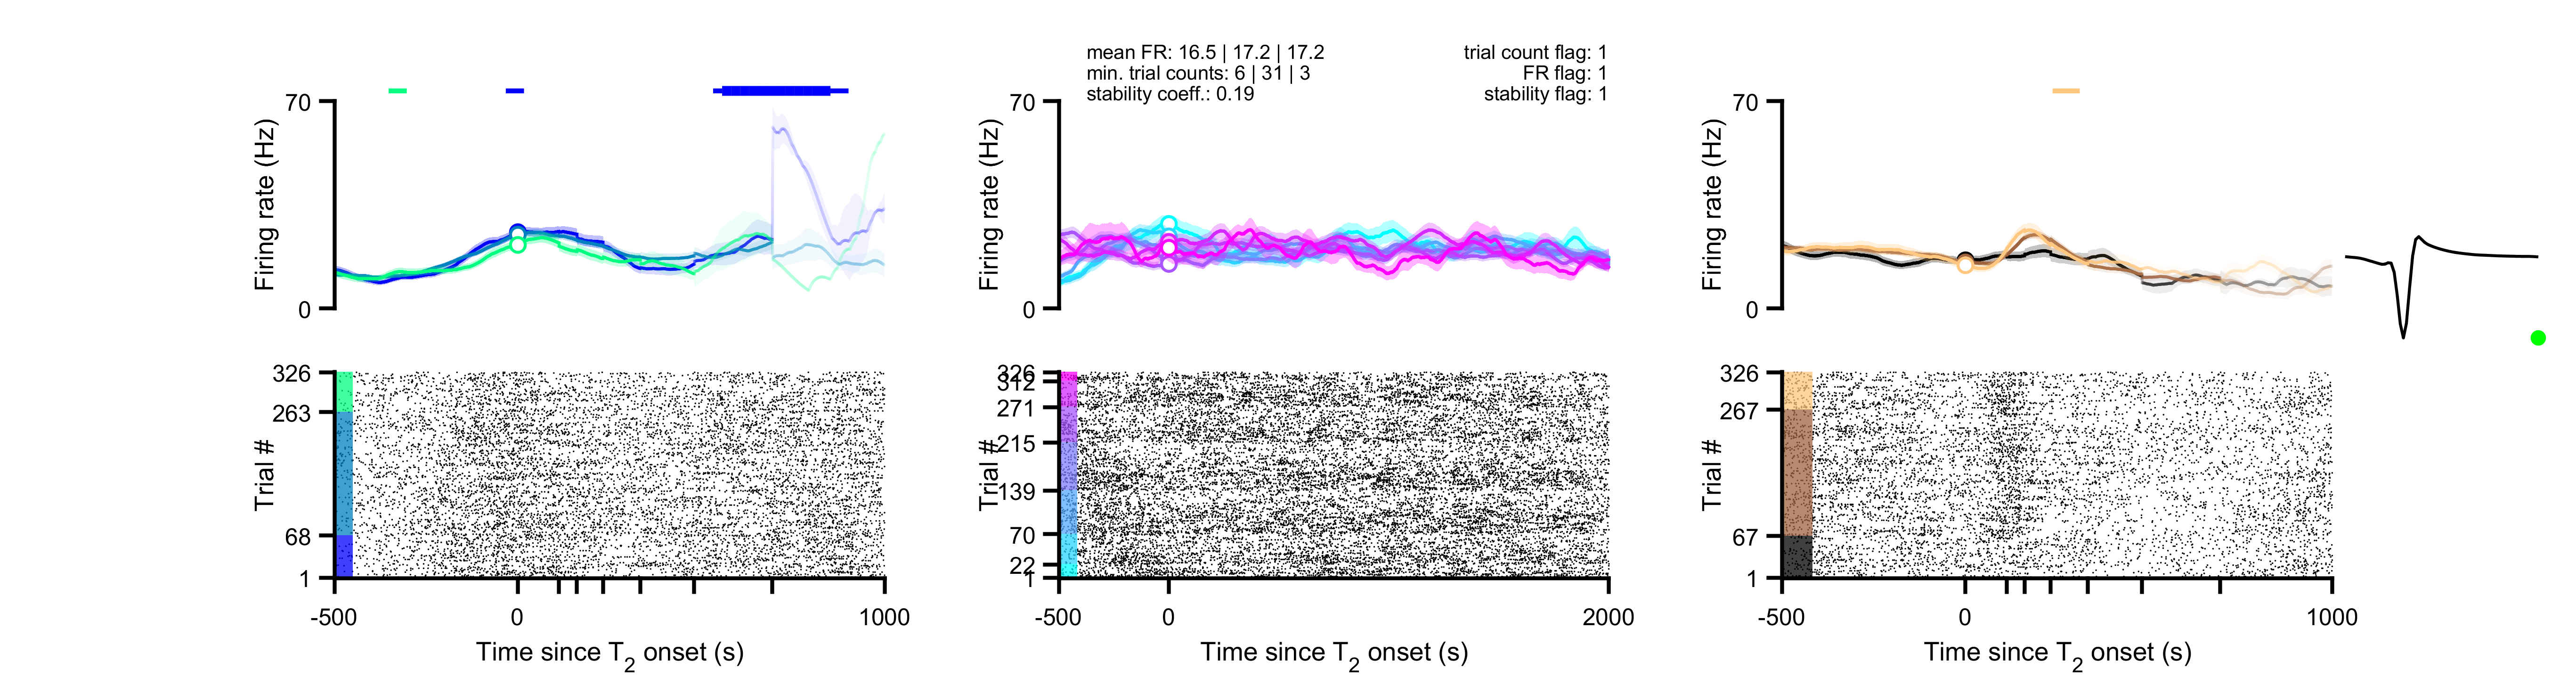 mean FR: 16.5 | 17.2 | 17.2
min. trial counts: 6 | 31 | 3
stability coeff.: 0.19
trial count flag: 1
FR flag: 1
stability flag: 1
70
Firing rate (Hz)
0
326
263
Trial #
68
1
-500
0
1000
Time since T2 onset (s)
70
Firing rate (Hz)
0
326
312
271
215
Trial #
139
70
22
1
-500
0
2000
Time since T2 onset (s)
70
Firing rate (Hz)
0
326
267
Trial #
67
1
-500
0
1000
Time since T2 onset (s)